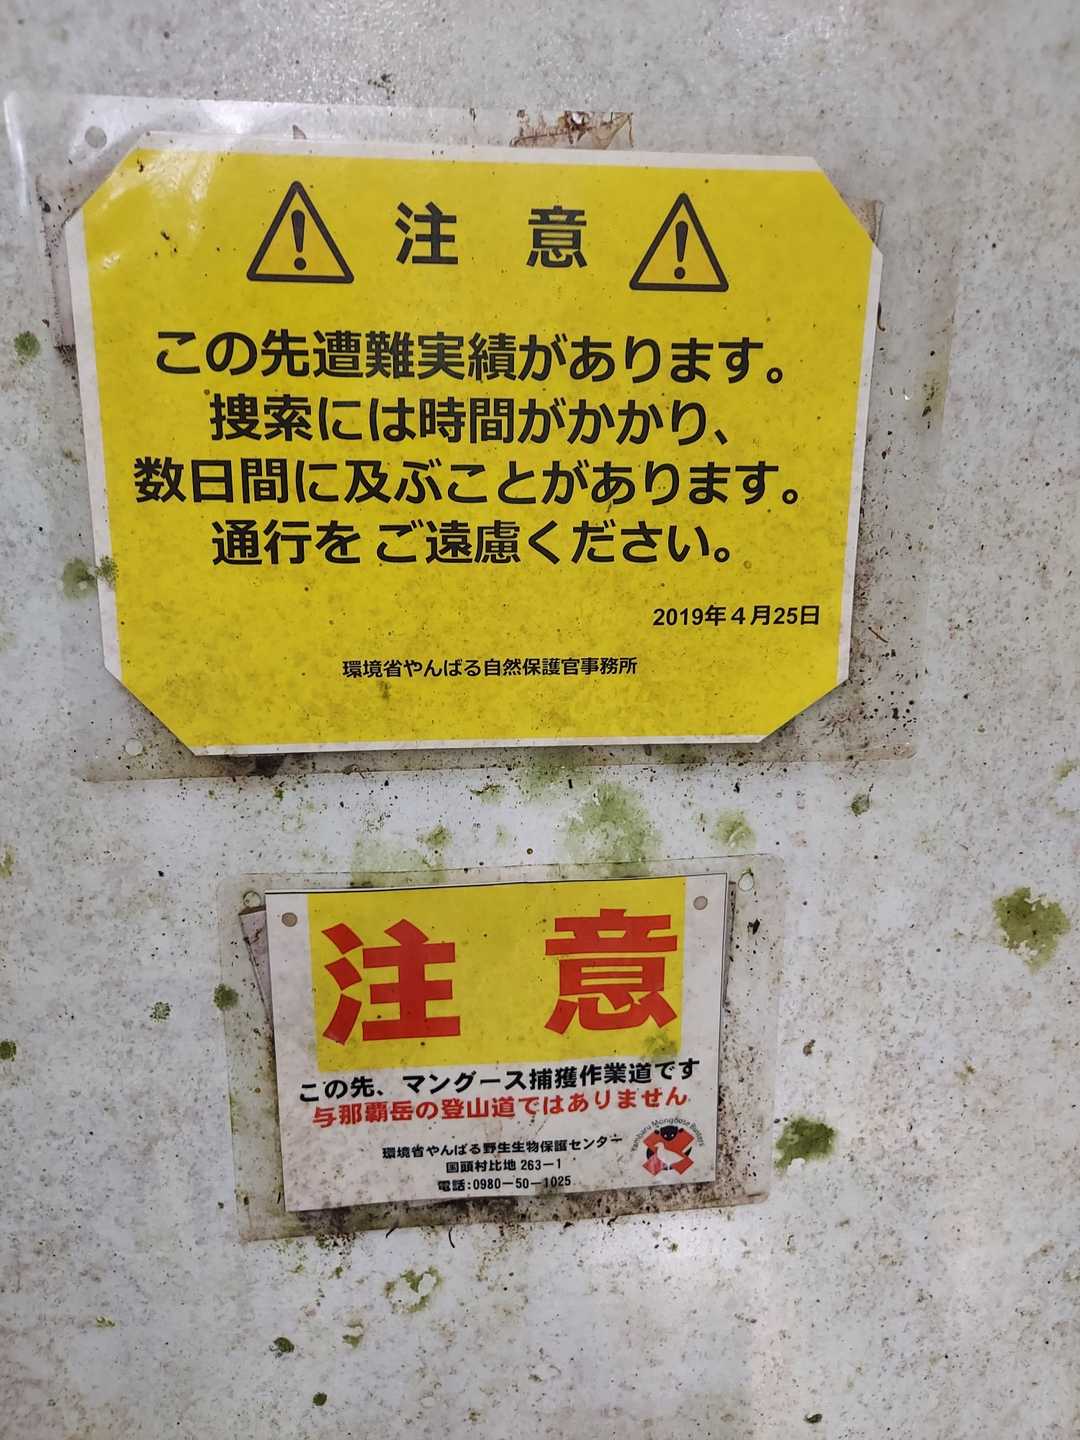 注 意
この先遭難実績があります。
捜索には時間がかかり、
数日間に及ぶことがあります。
通行を ご遠慮ください。
2019年4月25日
環境省やんばる自然保護官事務所
注 意
この先、マングース捕獲作業道です
与那覇岳の登山道ではありません
環境省やんばる野生生物保護センター
国頭村比地 263−1
電話:0980−50−1025
Yambaru Mongoose Busters